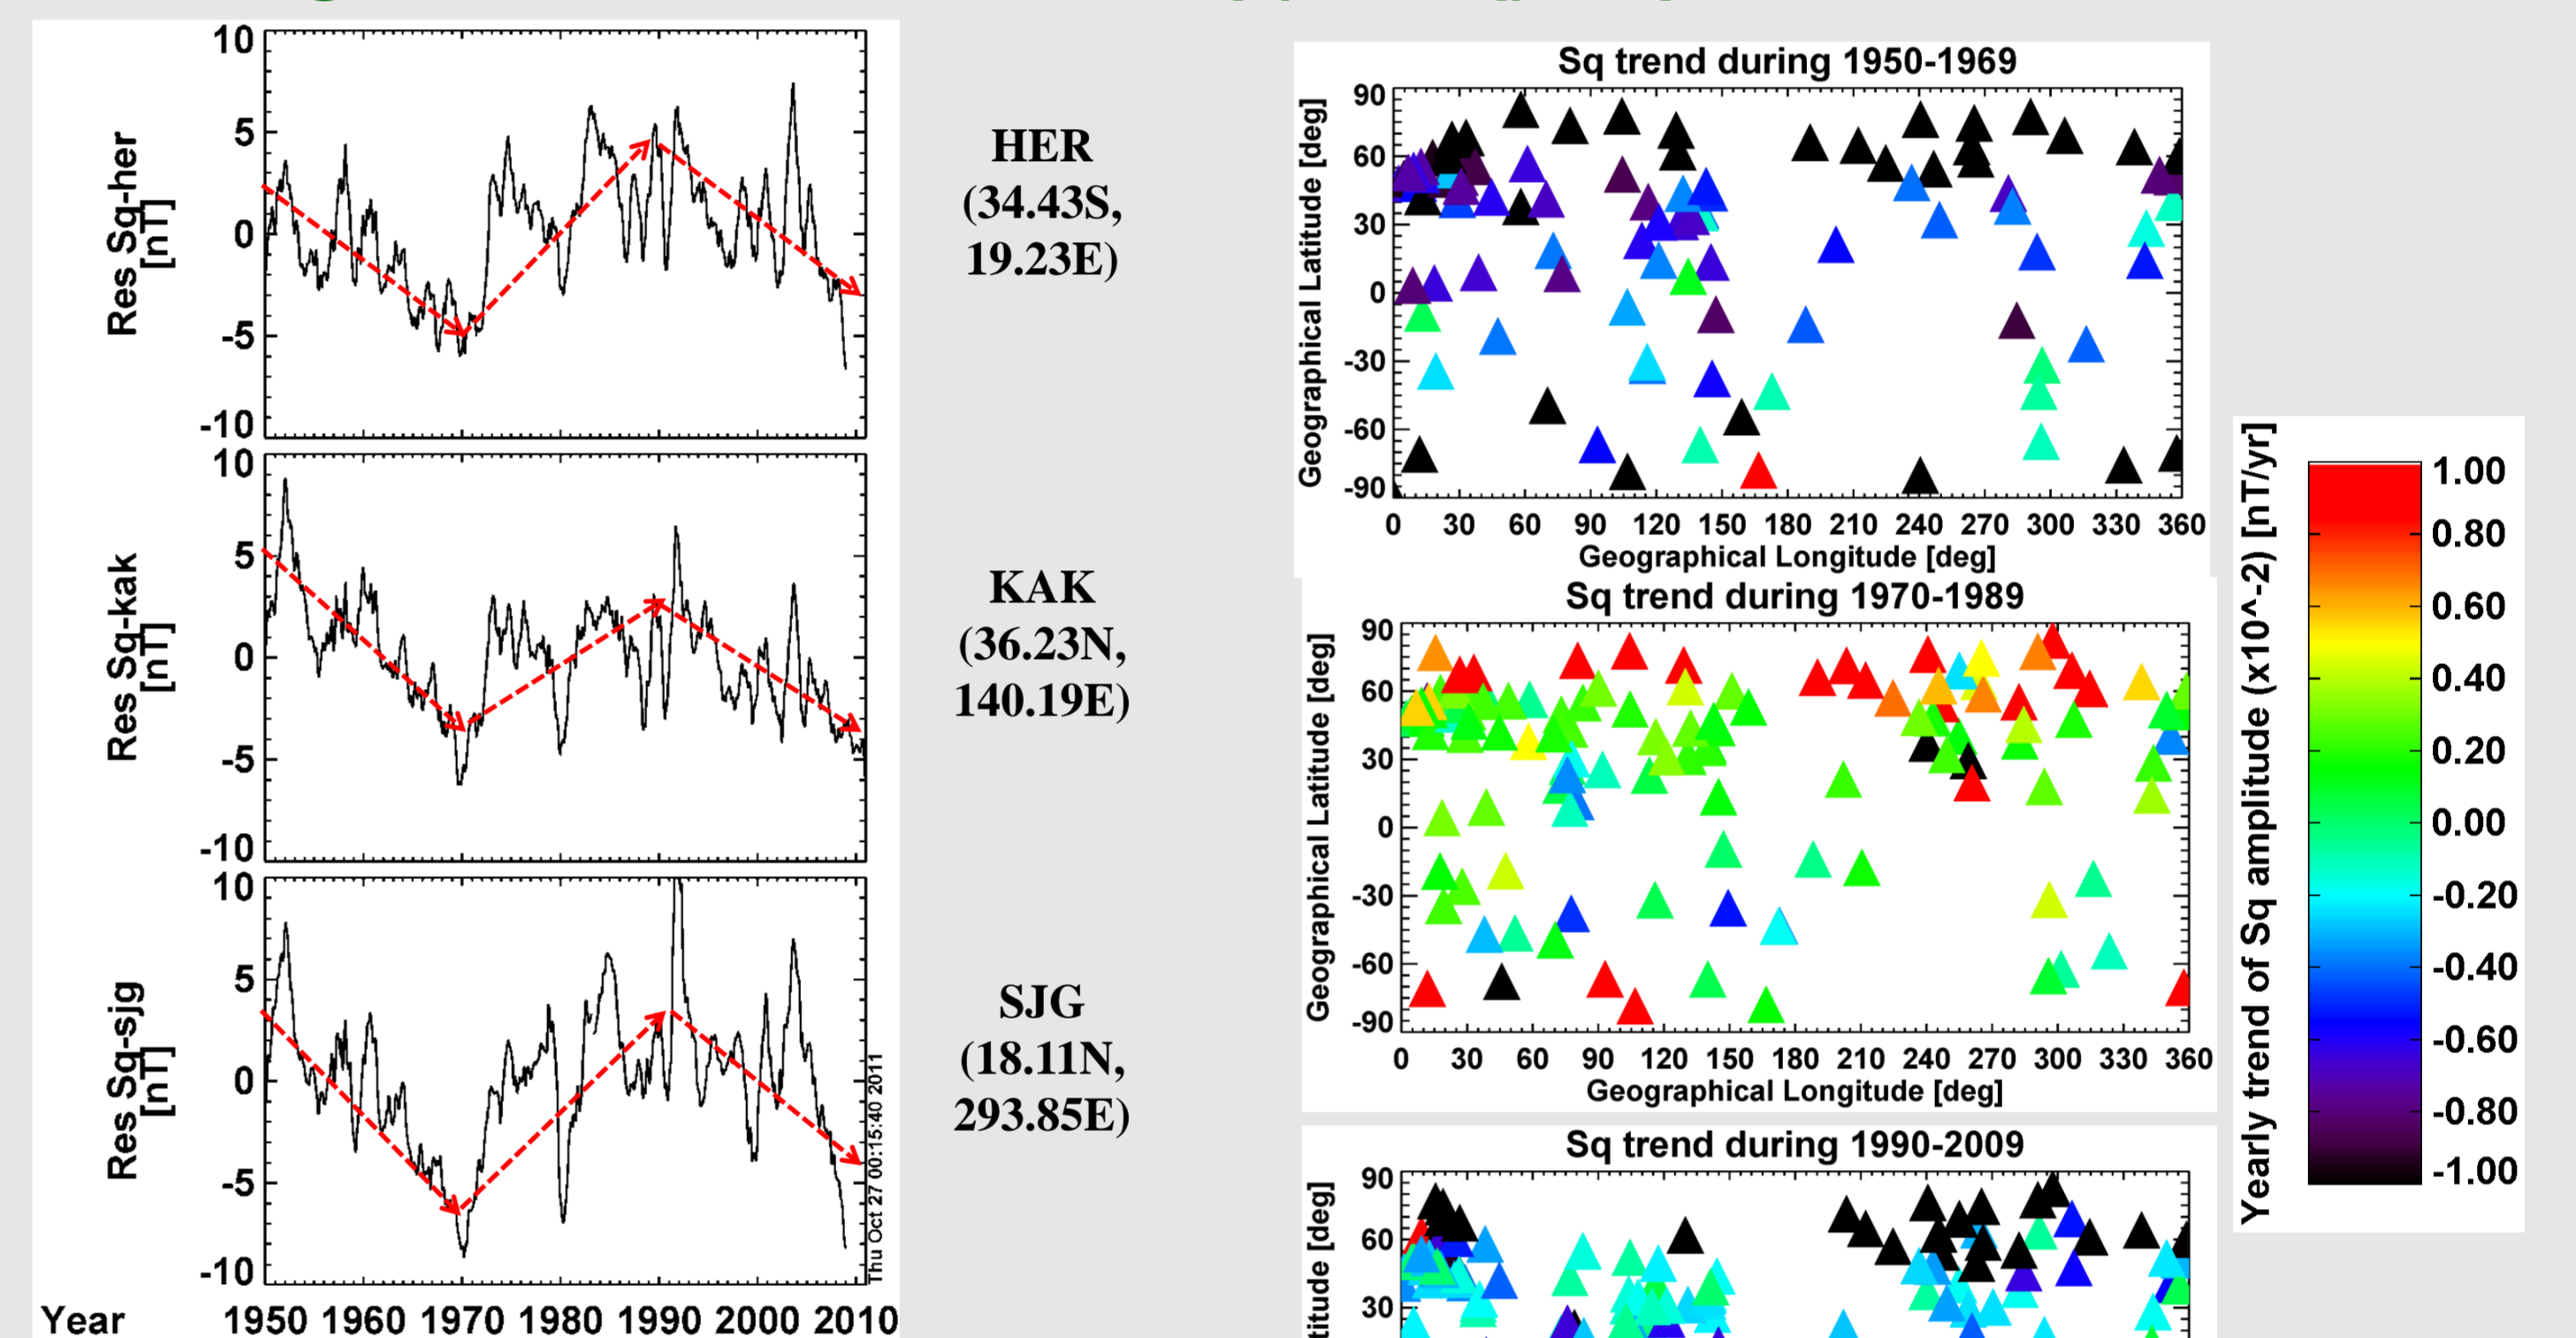 10
5
0
-5
-10
Res Sq-her
[nT]
HER
(34.43S,
19.23E)
10
5
0
-5
-10
Res Sq-kak
[nT]
KAK
(36.23N,
140.19E)
10
5
0
-5
-10
Res Sq-sjg
[nT]
SJG
(18.11N,
293.85E)
Thu Oct 27 00:15:40 2011
Year 1950 1960 1970 1980 1990 2000 2010
Sq trend during 1950-1969
Geographical Latitude [deg]
90
60
30
0
-30
-60
-90
0 30 60 90 120 150 180 210 240 270 300 330 360
Geographical Longitude [deg]
Sq trend during 1970-1989
Geographical Latitude [deg]
90
60
30
0
-30
-60
-90
0 30 60 90 120 150 180 210 240 270 300 330 360
Geographical Longitude [deg]
Sq trend during 1990-2009
[deg]
90
60
30
Yearly trend of Sq amplitude (x10^-2) [nT/yr]
1.00
0.80
0.60
0.40
0.20
0.00
-0.20
-0.40
-0.60
-0.80
-1.00